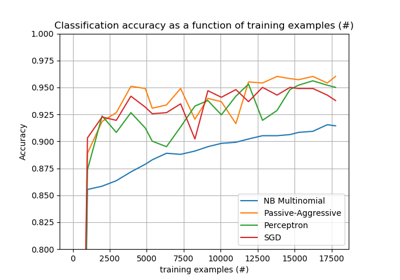 Classification accuracy as a function of training examples (#)
1.000
0.975
0.950
0.925
0.900
0.875
0.850
0.825
0.800
Accuracy
NB Multinomial
Passive-Aggressive
Perceptron
SGD
0 2500 5000 7500 10000 12500 15000 17500
training examples (#)